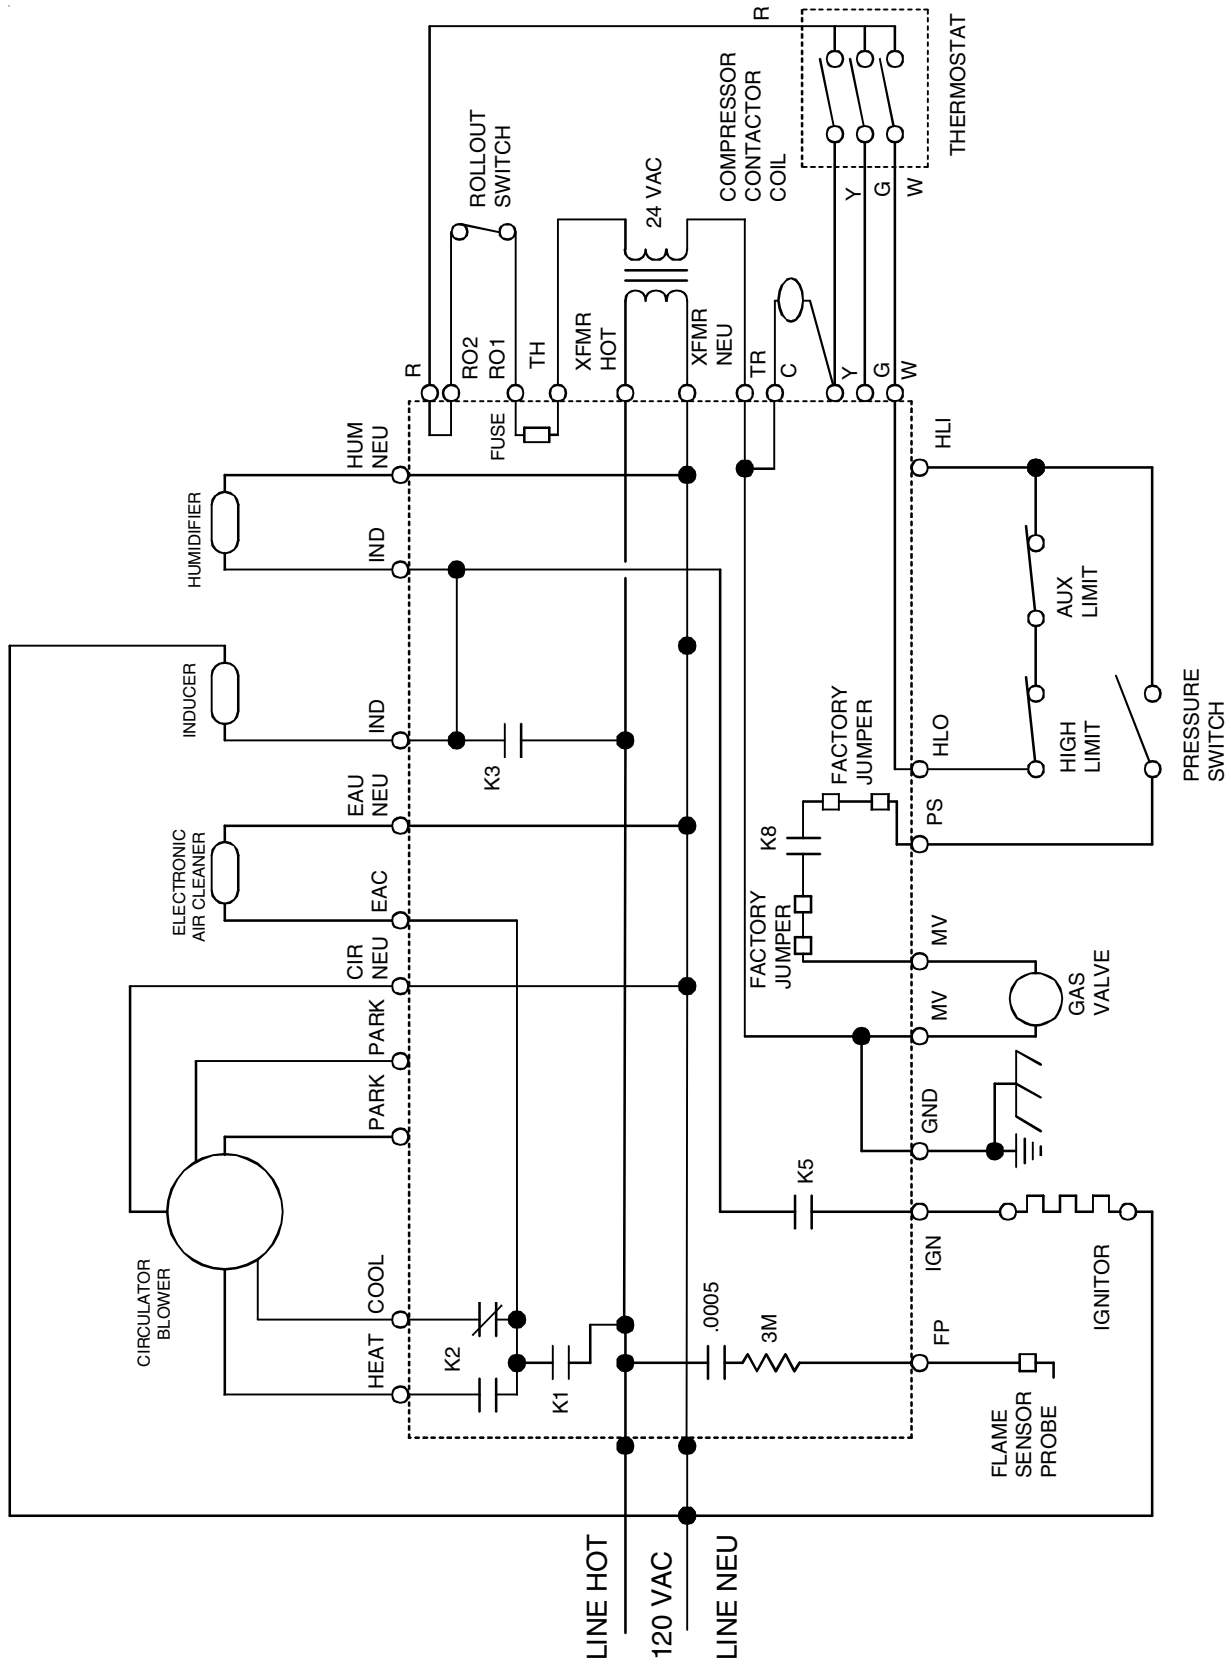 HUMIDIFIER
INDUCER
ELECTRONIC
AIR CLEANER
CIRCULATOR
BLOWER
HUM
NEU
IND
IND
EAU
NEU
EAC
CIR
NEU
PARK
PARK
COOL
HEAT
R
RO2
RO1
TH
XFMR
HOT
XFMR
NEU
TR
C
Y
G
W
ROLLOUT
SWITCH
24 VAC
COMPRESSOR
CONTACTOR
COIL
R
Y
G
W
THERMOSTAT
FUSE
K3
K2
K1
K8
K5
FACTORY
JUMPER
FACTORY
JUMPER
.0005
3M
HLI
HLO
PS
MV
MV
GND
IGN
FP
AUX
LIMIT
HIGH
LIMIT
PRESSURE
SWITCH
GAS
VALVE
IGNITOR
FLAME
SENSOR
PROBE
LINE HOT
120 VAC
LINE NEU